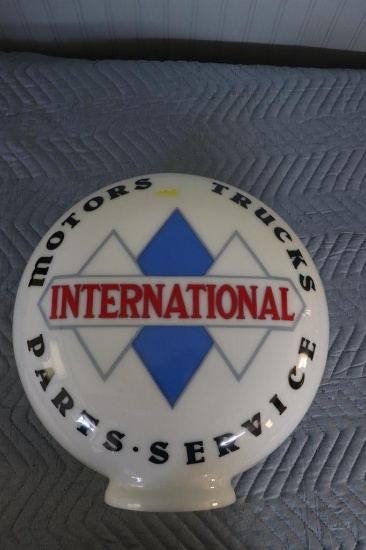 MOTORS TRUCKS
INTERNATIONAL
PARTS · SERVICE